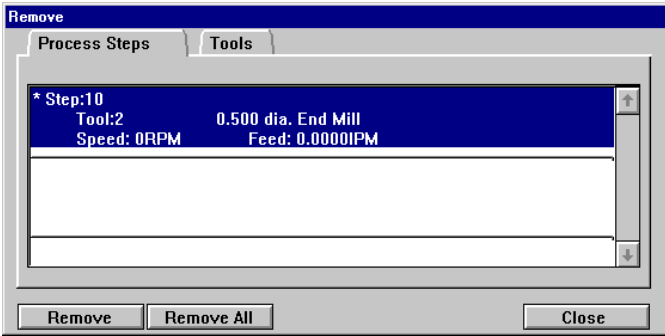 Remove
Process Steps Tools
* Step:10
Tool:2 0.500 dia. End Mill
Speed: 0RPM Feed: 0.0000IPM
Remove Remove All Close